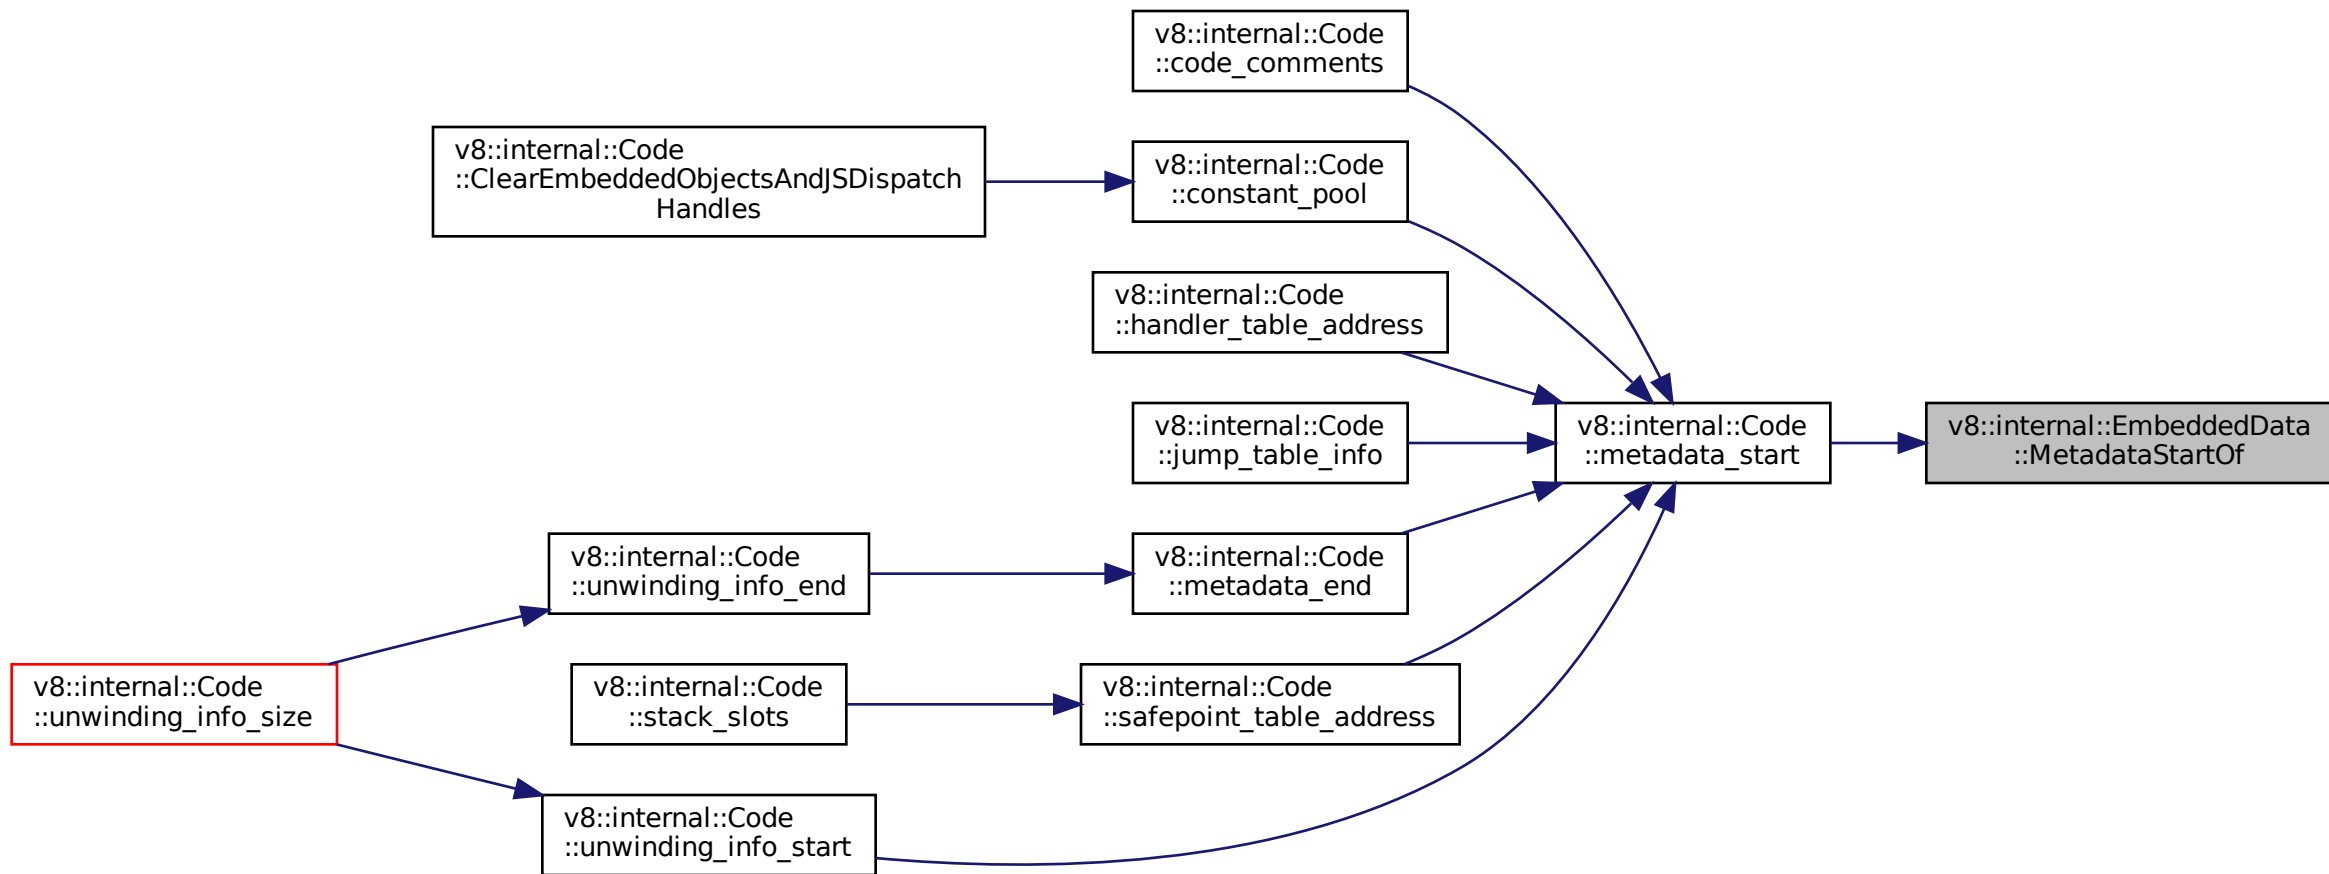 v8::internal::Code
::code_comments
v8::internal::Code
::ClearEmbeddedObjectsAndJSDispatch
Handles
v8::internal::Code
::constant_pool
v8::internal::Code
::handler_table_address
v8::internal::Code
::jump_table_info
v8::internal::Code
::metadata_start
v8::internal::EmbeddedData
::MetadataStartOf
v8::internal::Code
::unwinding_info_end
v8::internal::Code
::metadata_end
v8::internal::Code
::unwinding_info_size
v8::internal::Code
::stack_slots
v8::internal::Code
::safepoint_table_address
v8::internal::Code
::unwinding_info_start